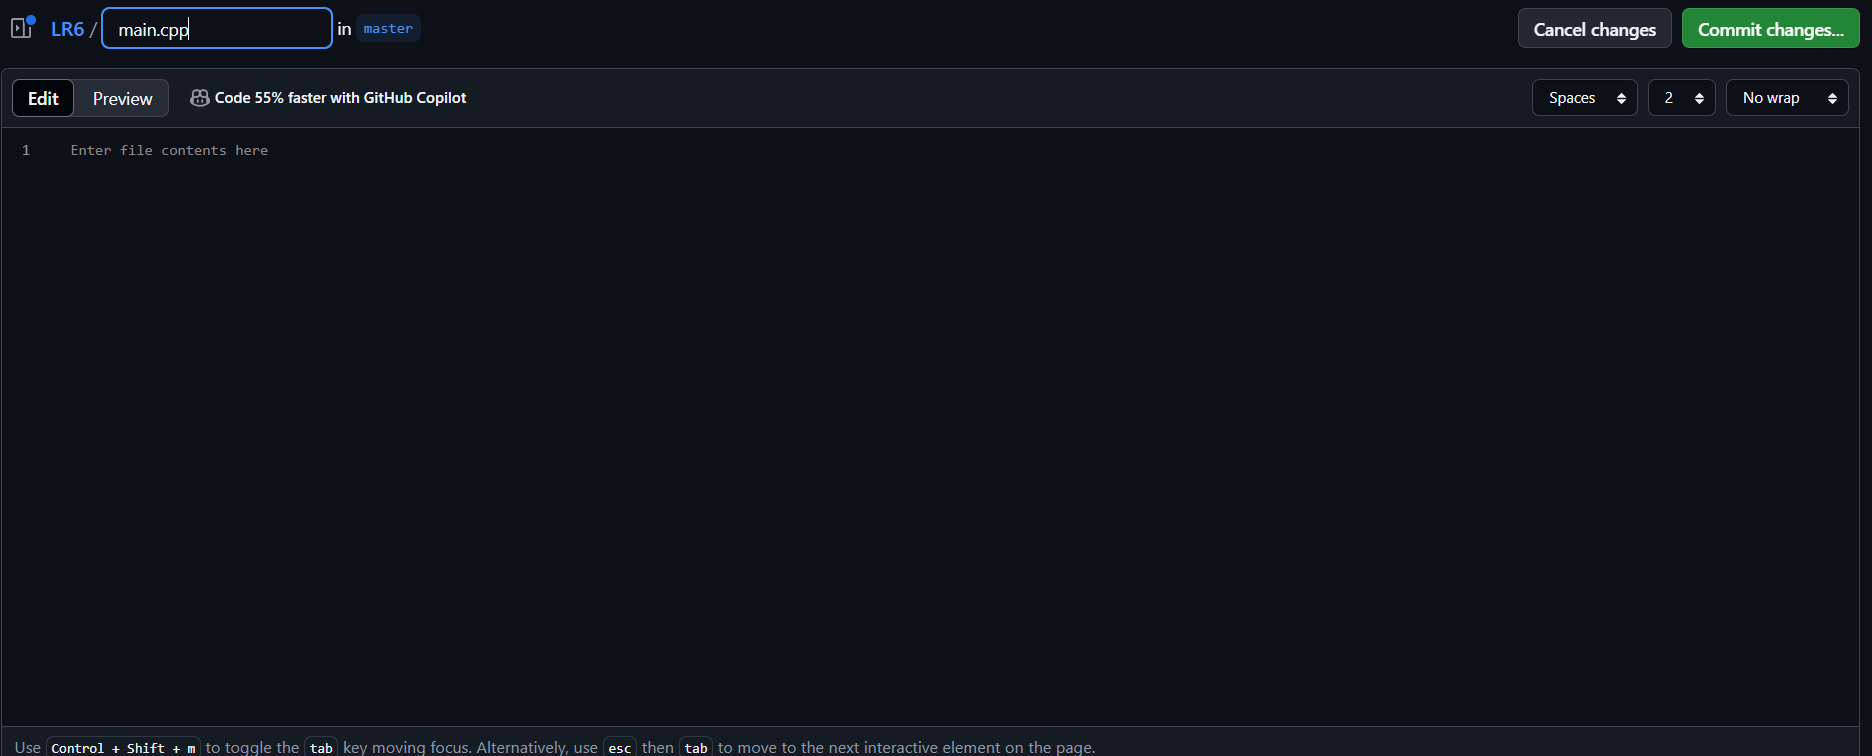 LR6 / main.cpp in master Cancel changes Commit changes...
Edit Preview Code 55% faster with GitHub Copilot Spaces 2 No wrap
1 Enter file contents here
Use Control + Shift + m to toggle the tab key moving focus. Alternatively, use esc then tab to move to the next interactive element on the page.